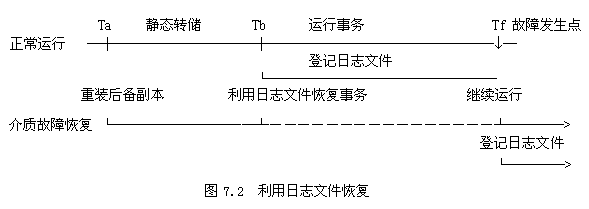 Ta 静态转储 Tb 运行事务 Tf 故障发生点
正常运行
登记日志文件
重装后备副本 利用日志文件恢复事务 继续运行
介质故障恢复
登记日志文件
图 7.2 利用日志文件恢复